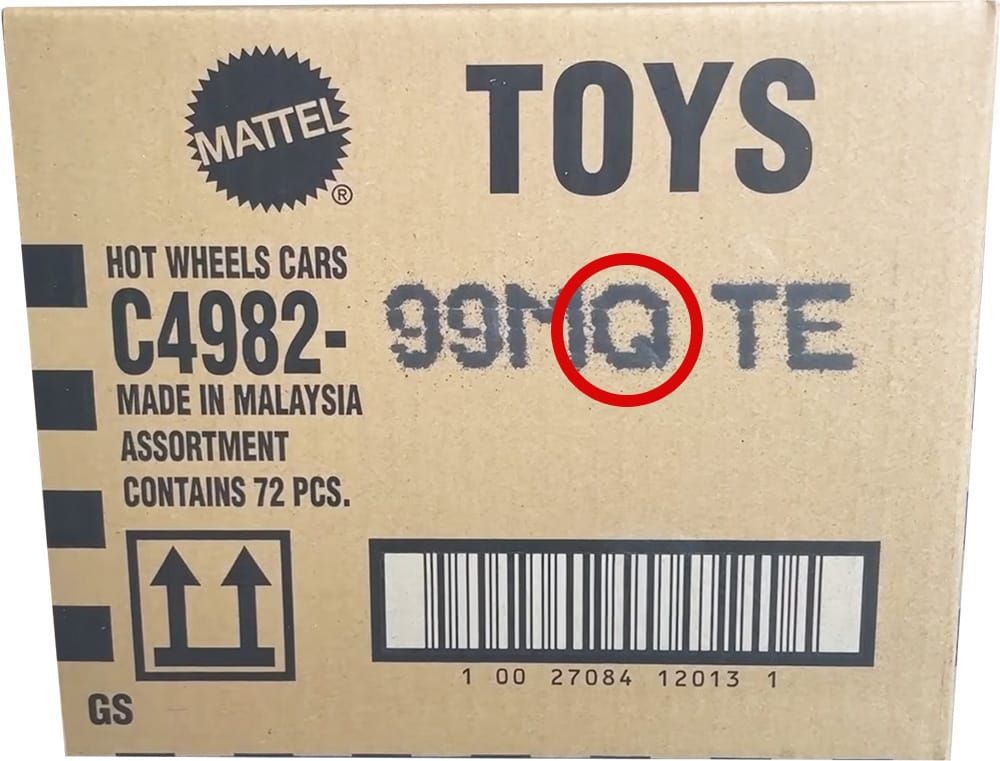 MATTEL ®
TOYS
HOT WHEELS CARS
C4982-
99MQ TE
MADE IN MALAYSIA
ASSORTMENT
CONTAINS 72 PCS.
1 00 27084 12013 1
GS